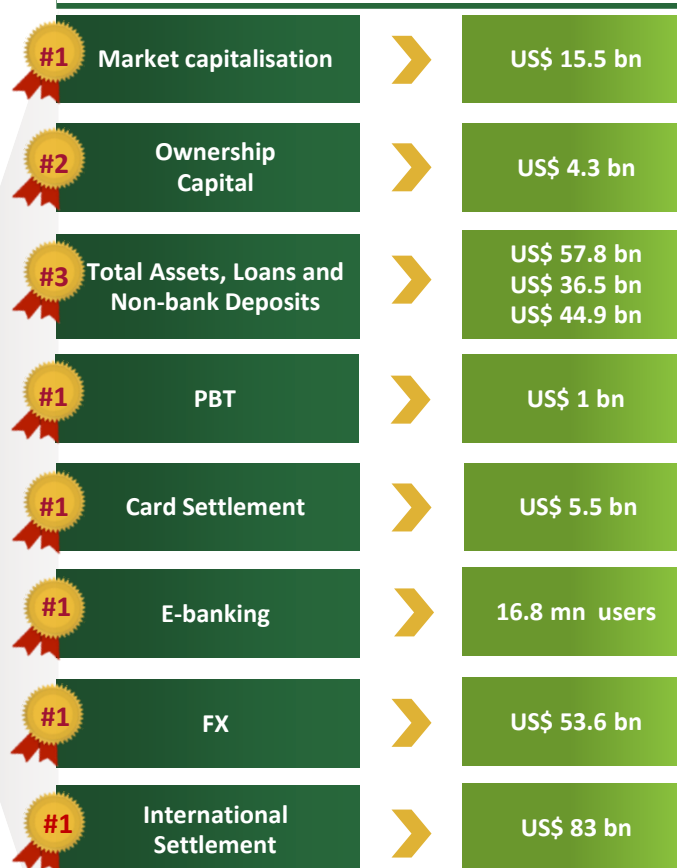 #1 Market capitalisation US$ 15.5 bn
#2 Ownership
Capital US$ 4.3 bn
#3 Total Assets, Loans and
Non-bank Deposits
US$ 57.8 bn
US$ 36.5 bn
US$ 44.9 bn
#1 PBT US$ 1 bn
#1 Card Settlement US$ 5.5 bn
#1 E-banking 16.8 mn users
#1 FX US$ 53.6 bn
#1 International
Settlement US$ 83 bn